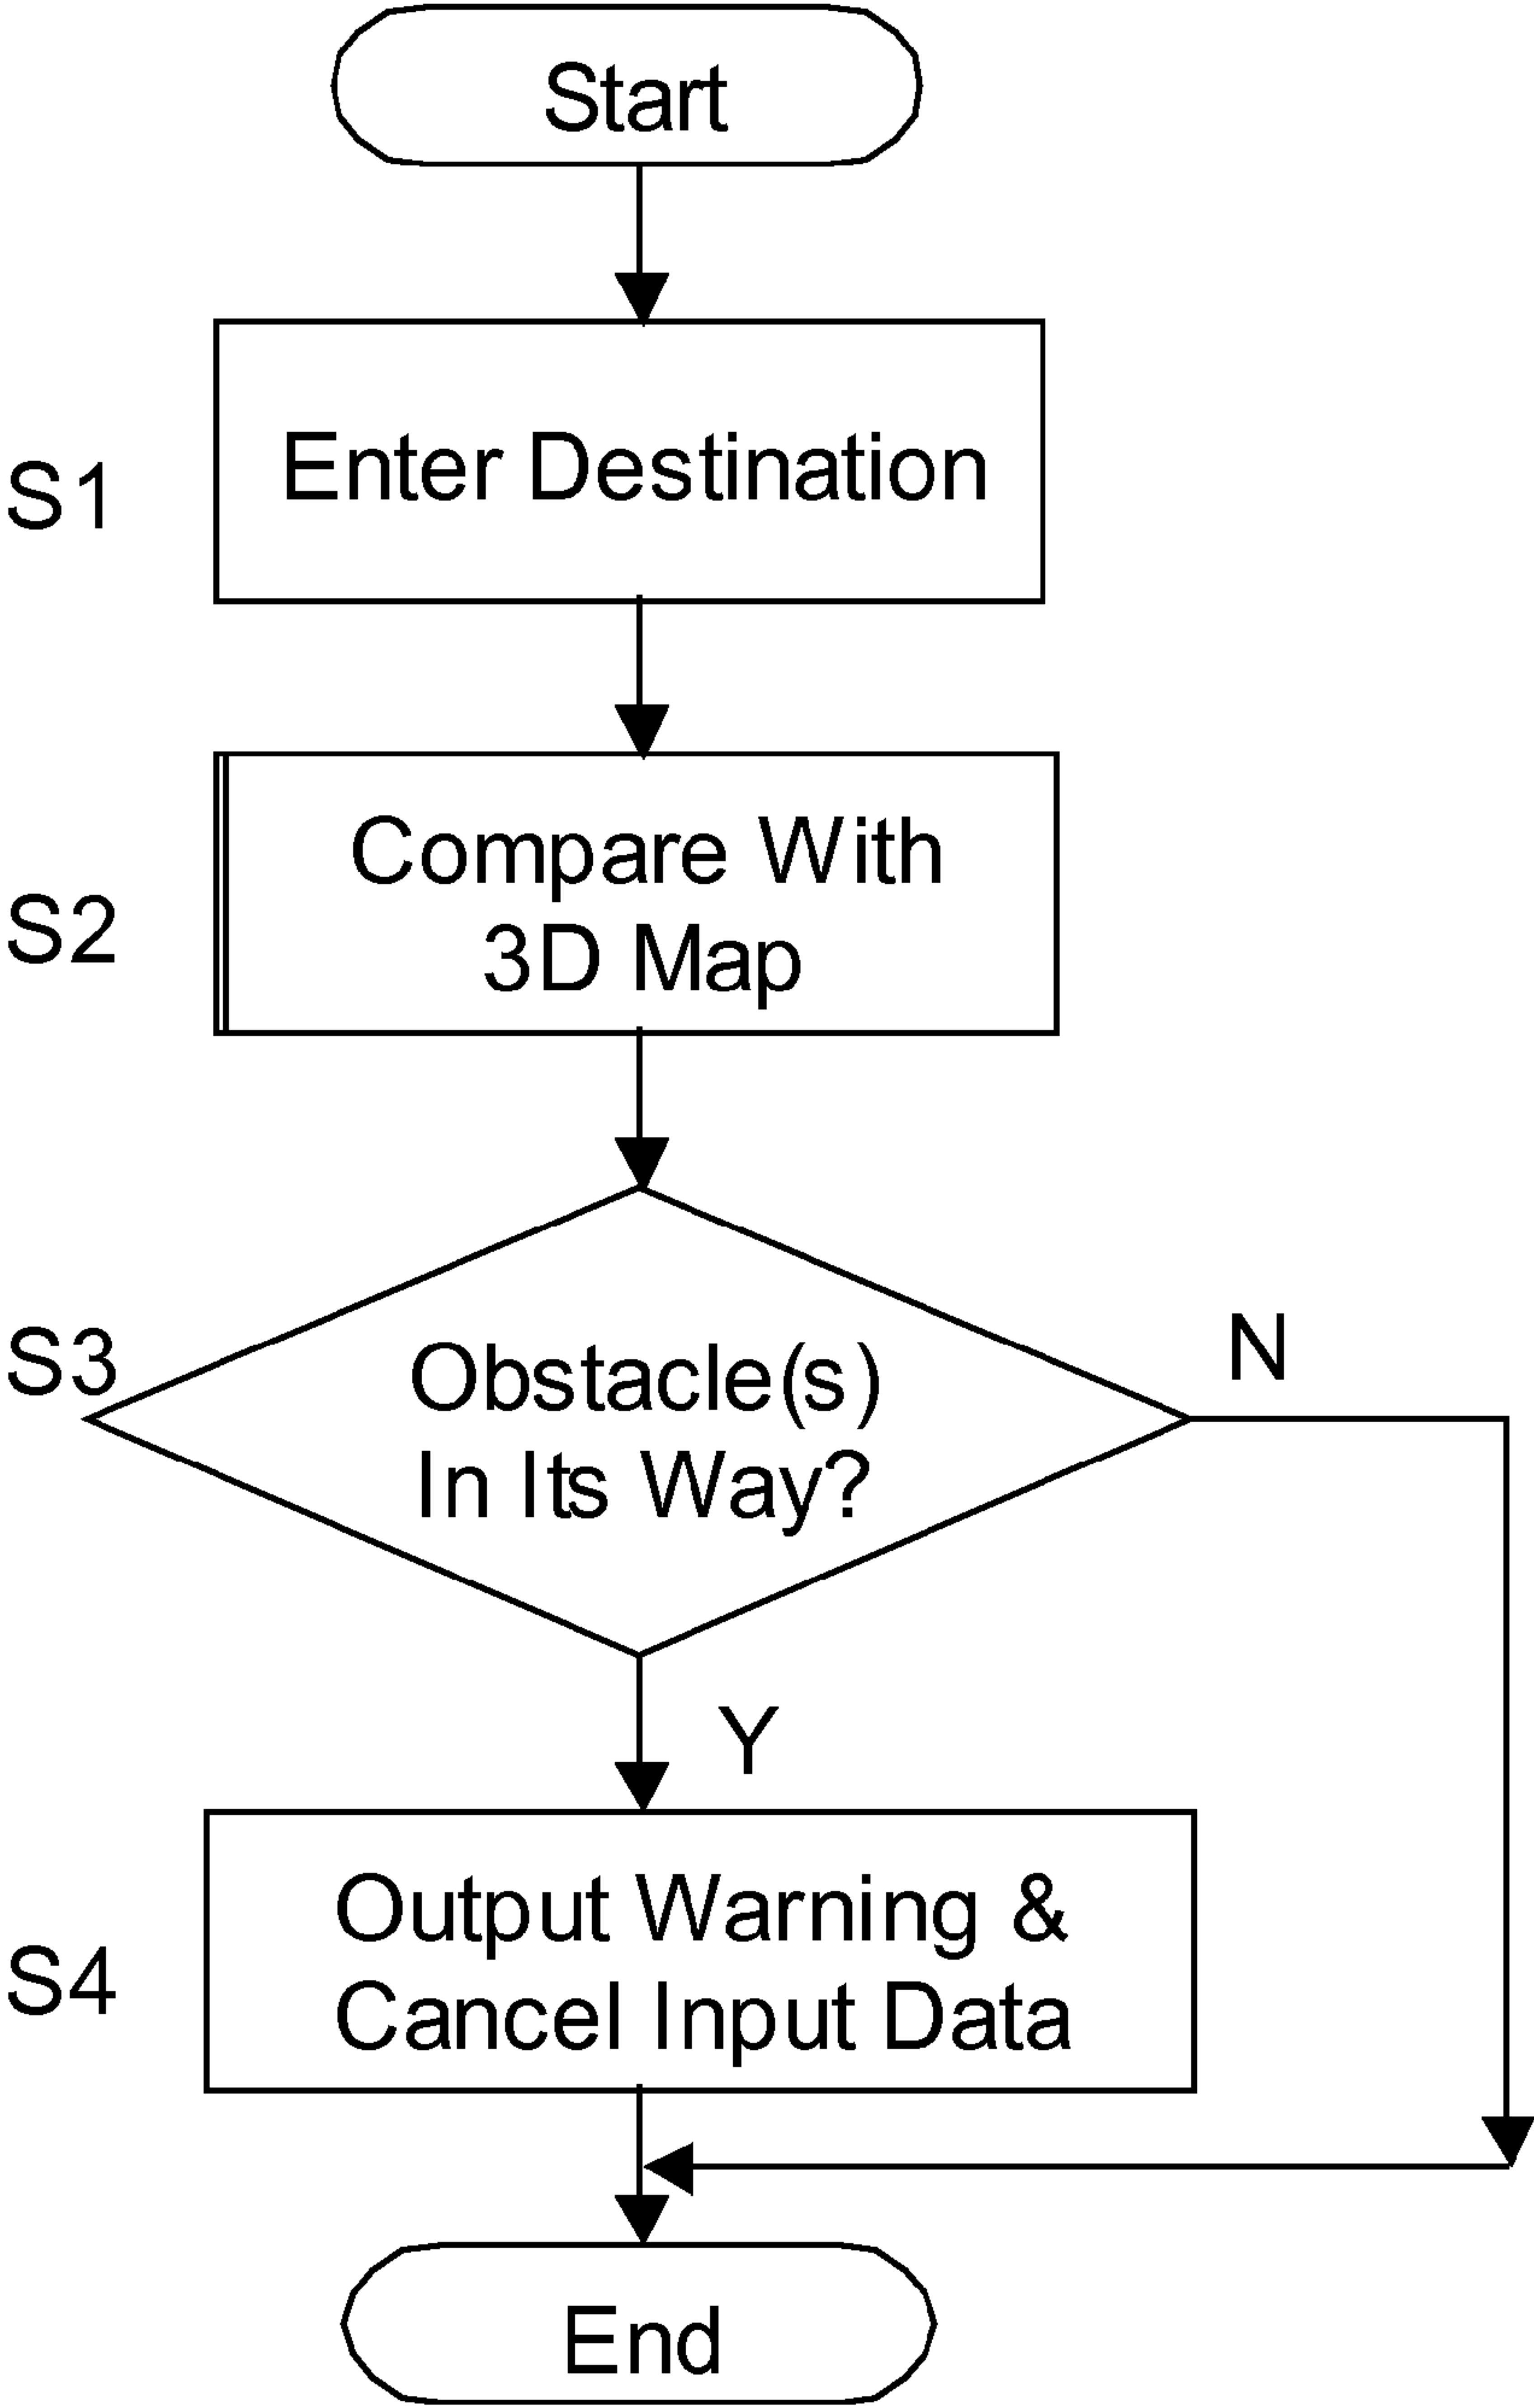 Start
S1
Enter Destination
S2
Compare With
3D Map
S3
Obstacle(s)
In Its Way?
N
Y
S4
Output Warning &
Cancel Input Data
End